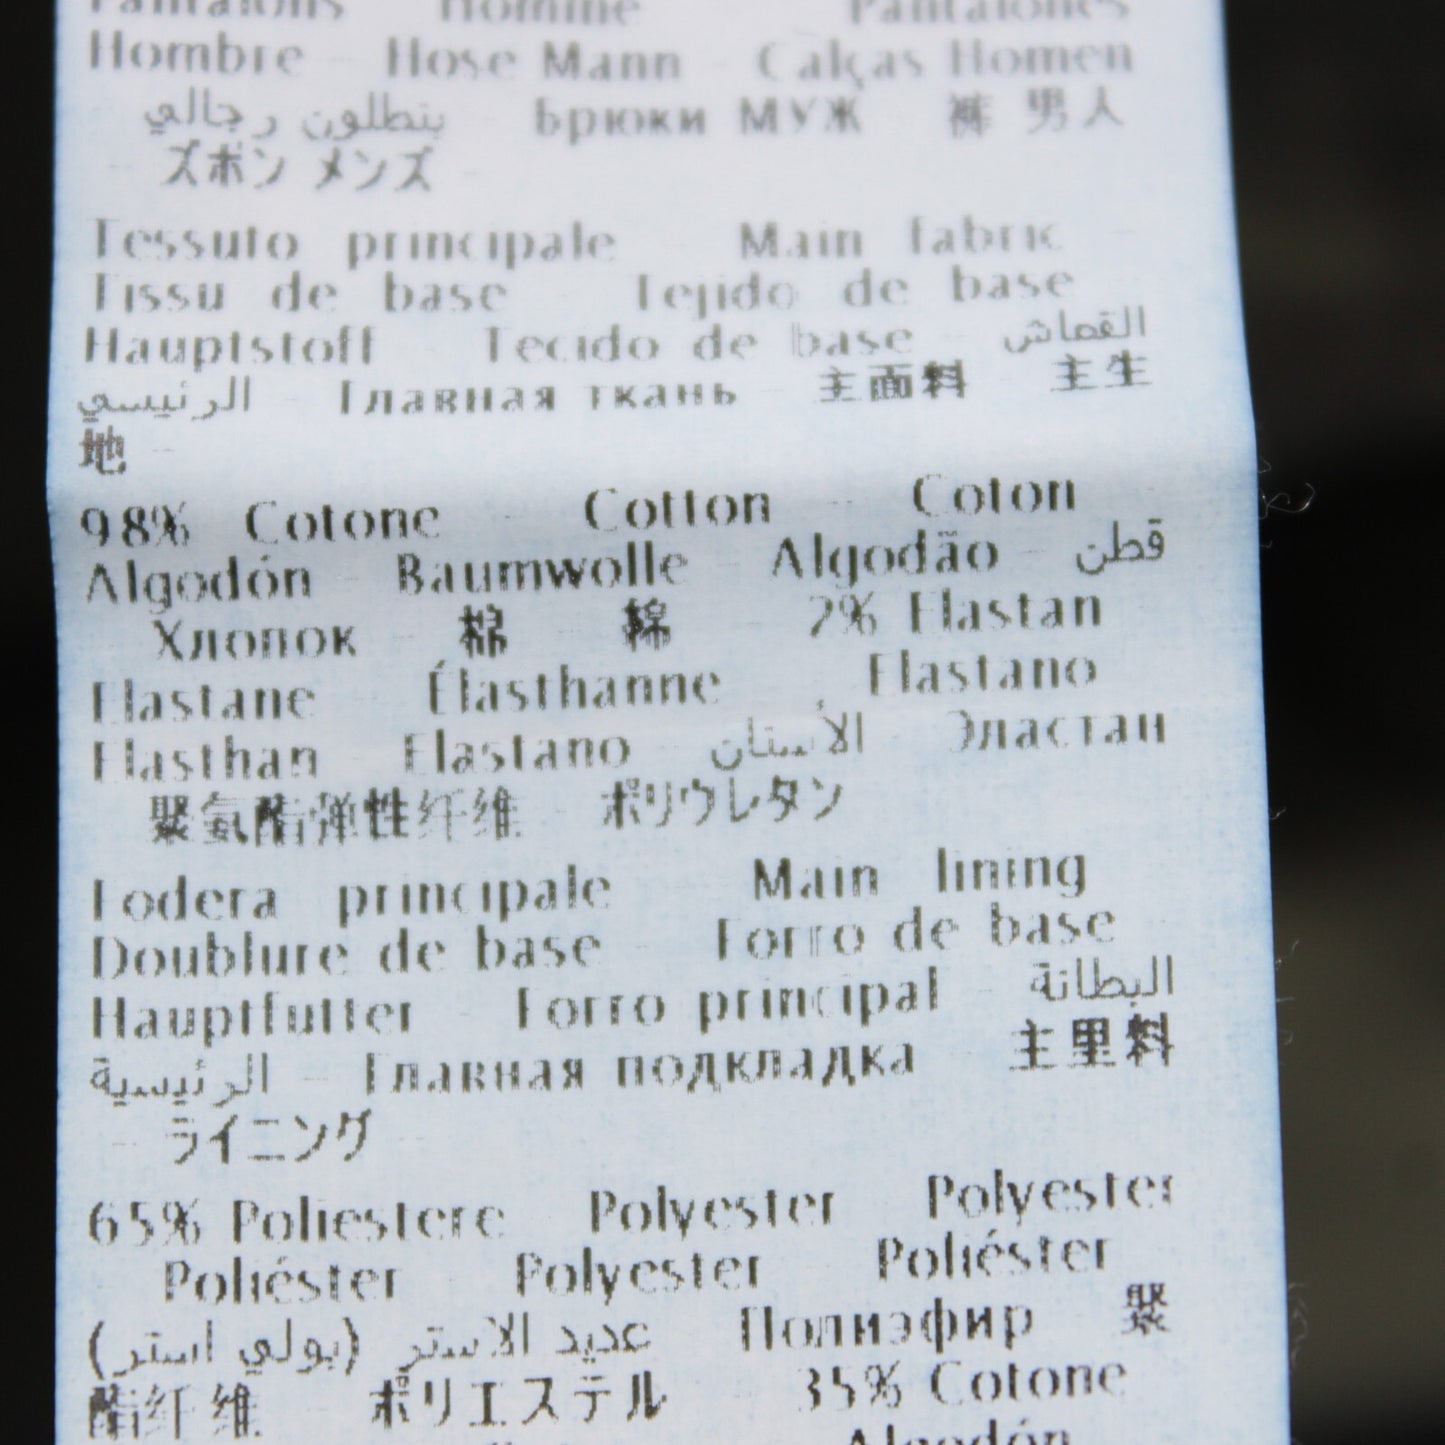 Pantalons - Homme - Pantalones
Hombre - Hose Mann - Calças Homen
- بنطلون رجالي - Брюки МУЖ - 裤 男人
- ズボン メンズ
Tessuto principale - Main fabric -
Tissu de base - Tejido de base -
Hauptstoff - Tecido de base - القماش
الرئيسي - Главная ткань - 主面料 - 主生
地 -
98% Cotone - Cotton - Coton -
Algodón - Baumwolle - Algodão - قطن
- Хлопок - 棉 - 綿 - 2% Elastan -
Elastane - Élasthanne - Elastano -
Elasthan - Elastano - الاستان - Эластан
- 聚氨酯弹性纤维 - ポリウレタン
Fodera principale - Main lining -
Doublure de base - Forro de base -
Hauptfutter - Forro principal - البطانة
الرئيسية - Главная подкладка - 主里料
- ライニング -
65% Poliestere - Polyester - Polyester
- Poliéster - Polyester - Poliéster -
عديد الاستر (بولي استر) - Полиэфир - 聚
酯纤维 - ポリエステル - 35% Cotone -
Algodón